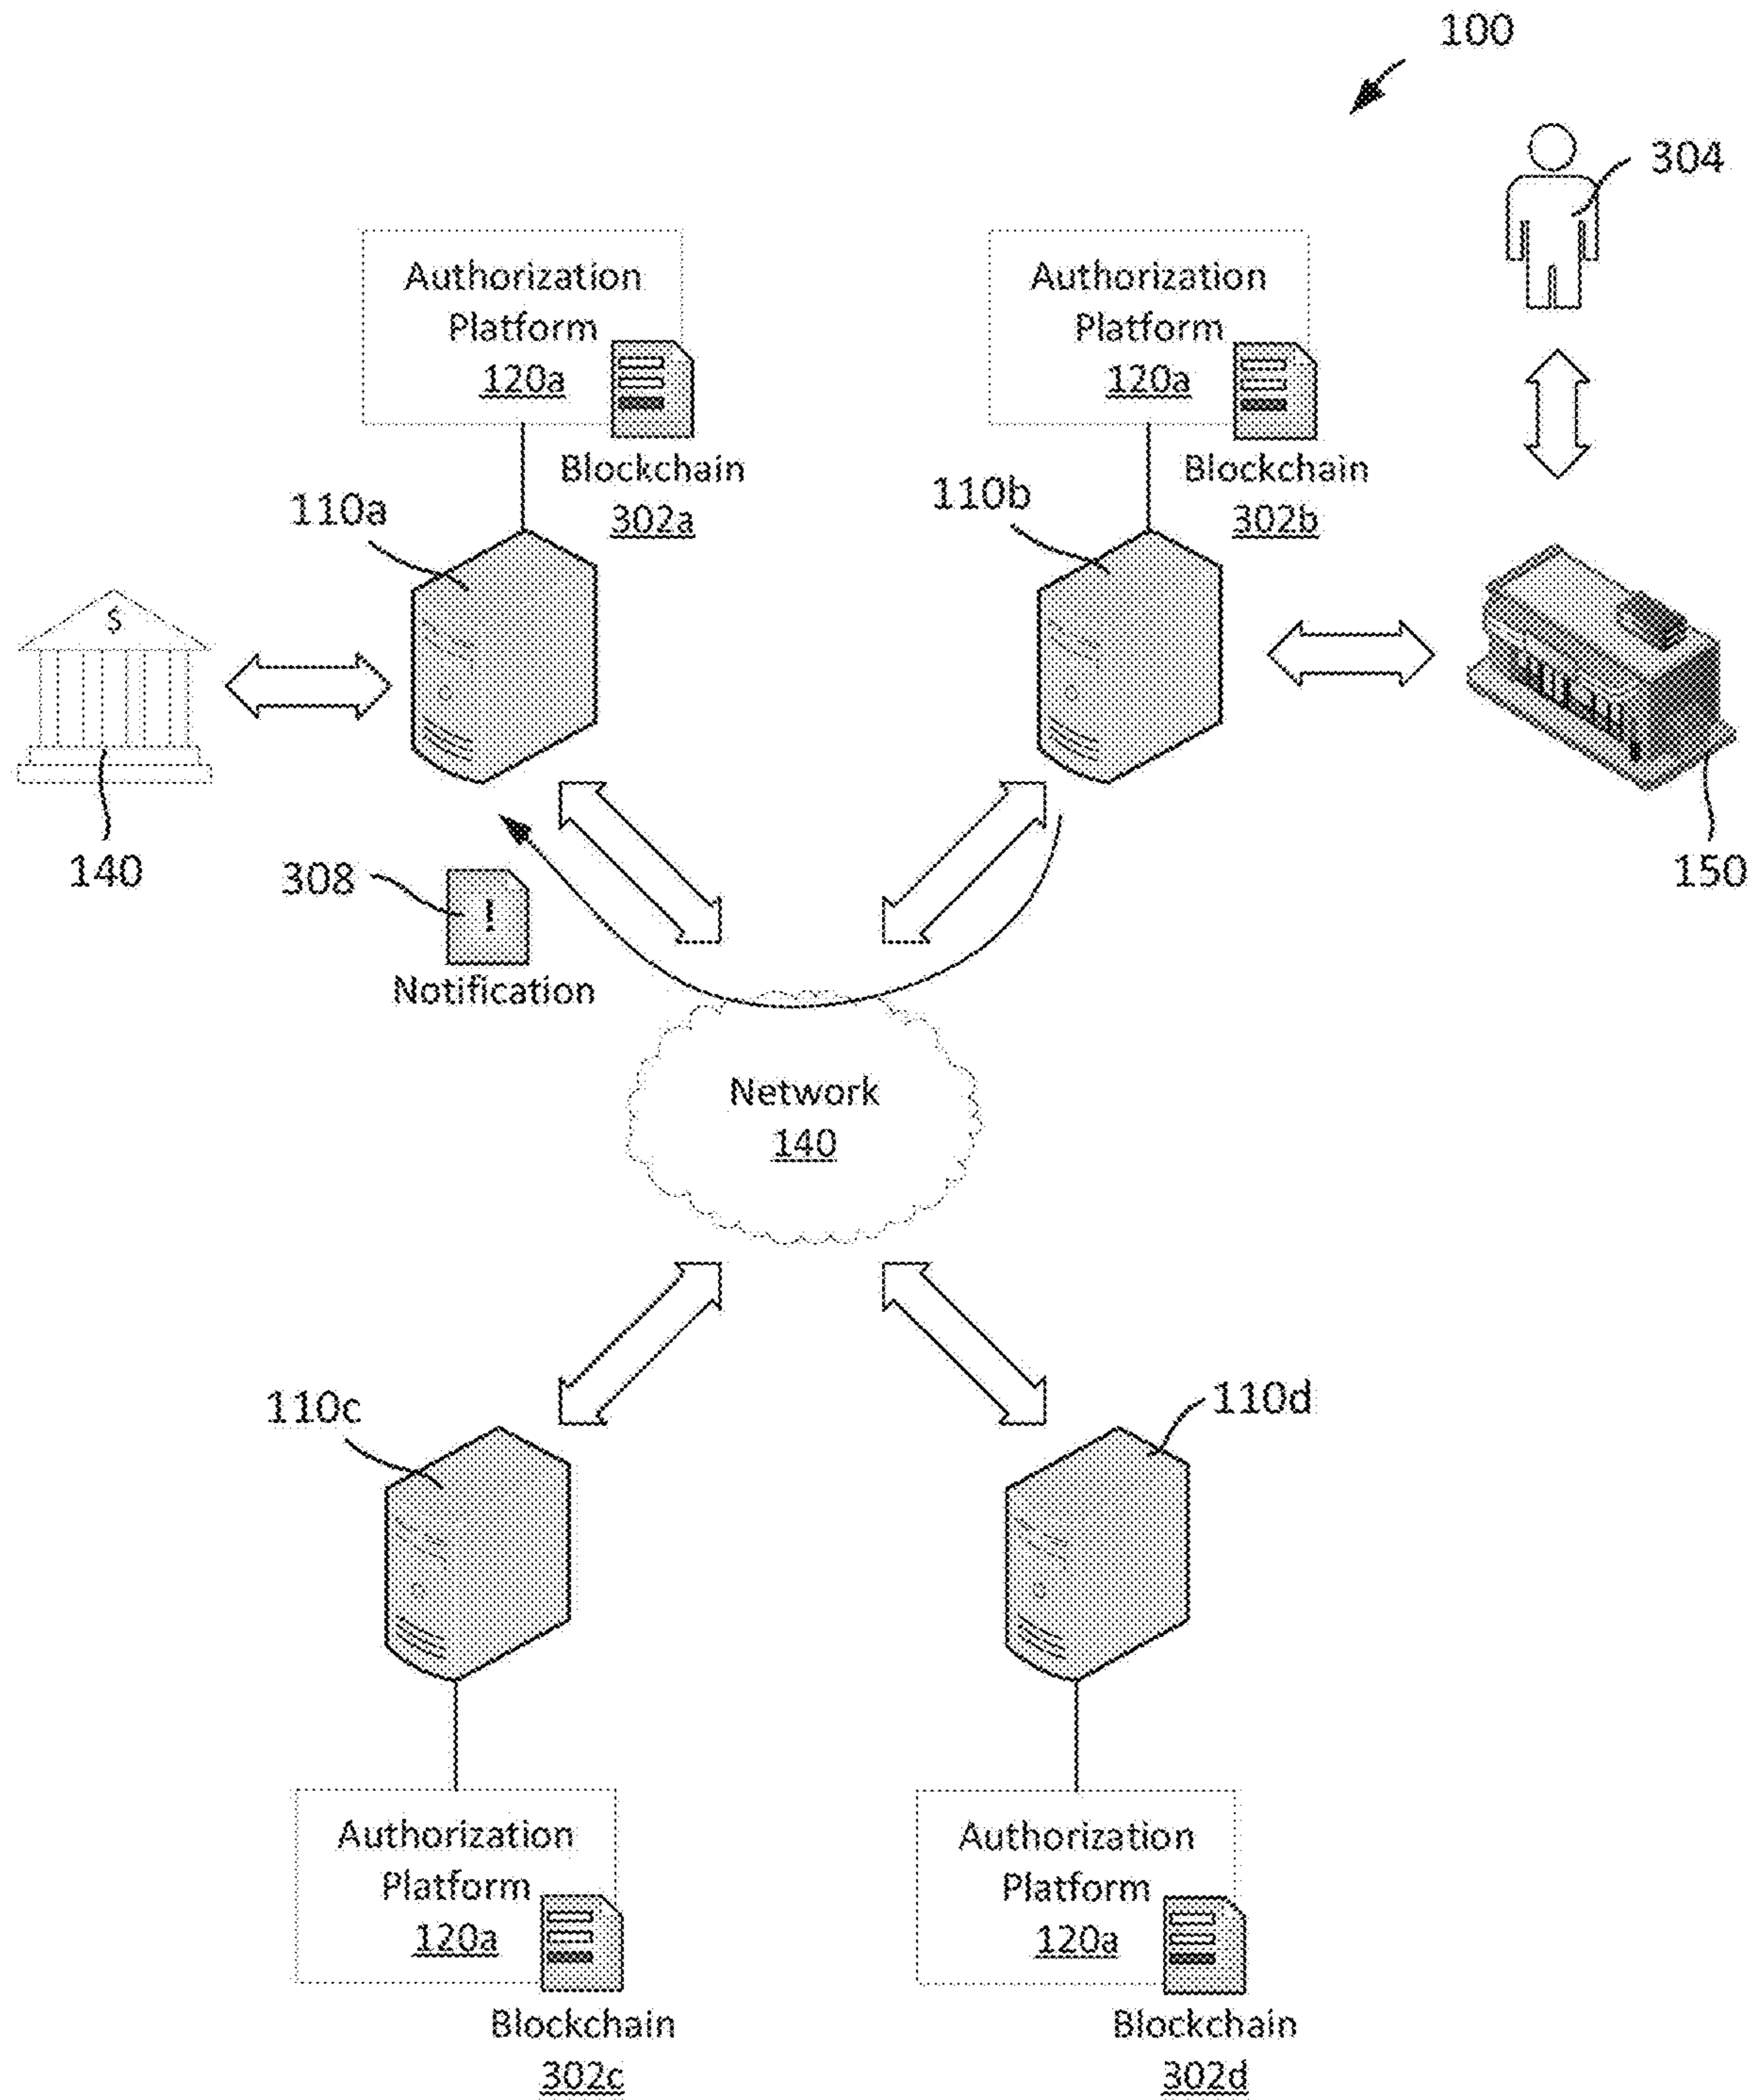 100
304
Authorization
Platform
120a
Blockchain
302a
Authorization
Platform
120a
Blockchain
302b
110a
110b
$
140
150
308
!
Notification
Network
140
110c
110d
Authorization
Platform
120a
Blockchain
302c
Authorization
Platform
120a
Blockchain
302d